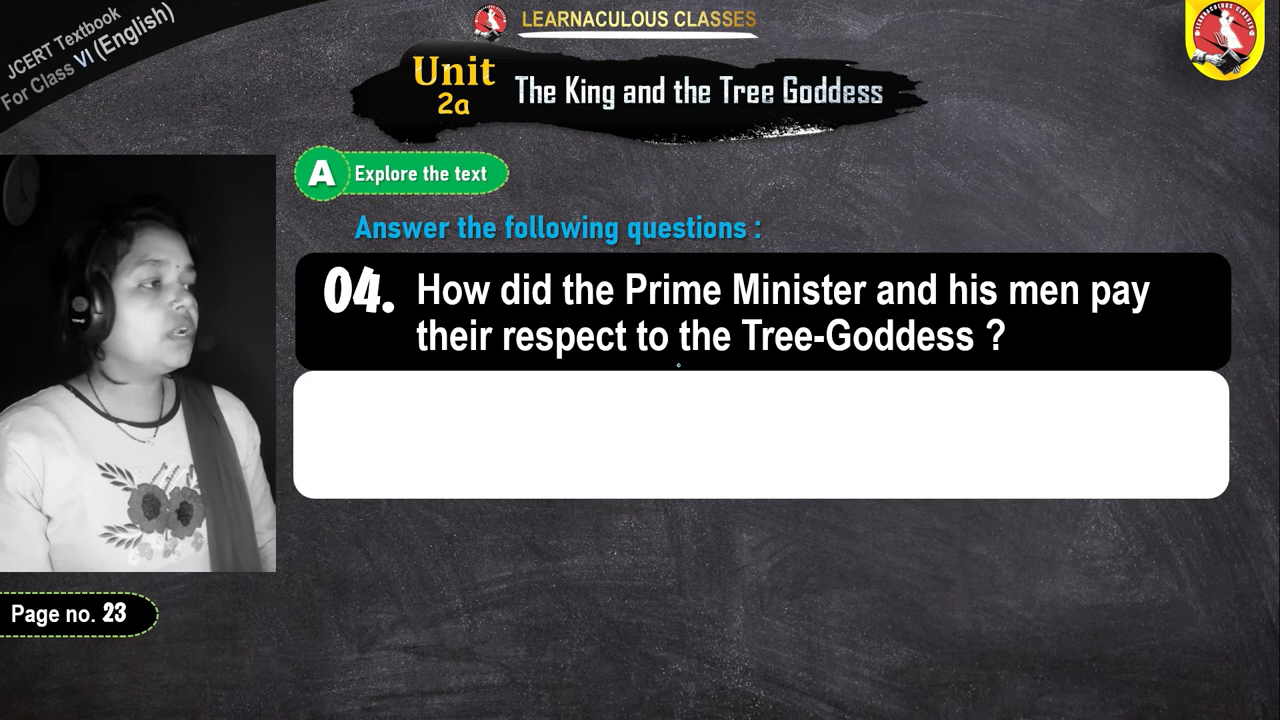 JCERT Textbook
For Class VI (English)
LEARNACULOUS CLASSES
Unit
2a
The King and the Tree Goddess
A
Explore the text
Answer the following questions :
04.
How did the Prime Minister and his men pay
their respect to the Tree-Goddess ?
Page no. 23